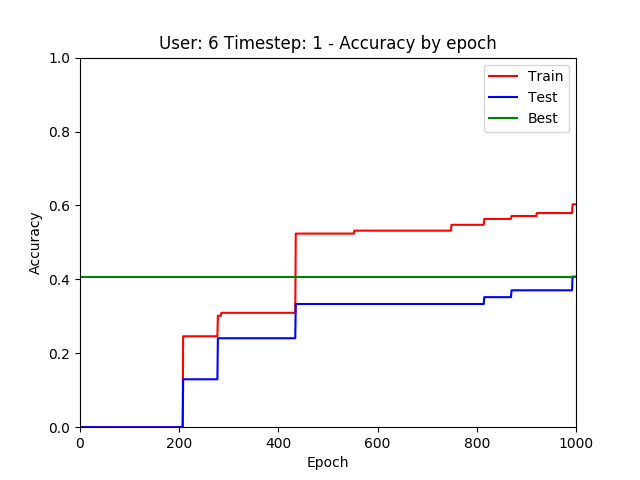 User: 6 Timestep: 1 - Accuracy by epoch
1.0
0.8
0.6
0.4
0.2
0.0
Accuracy
Train
Test
Best
0 200 400 600 800 1000
Epoch